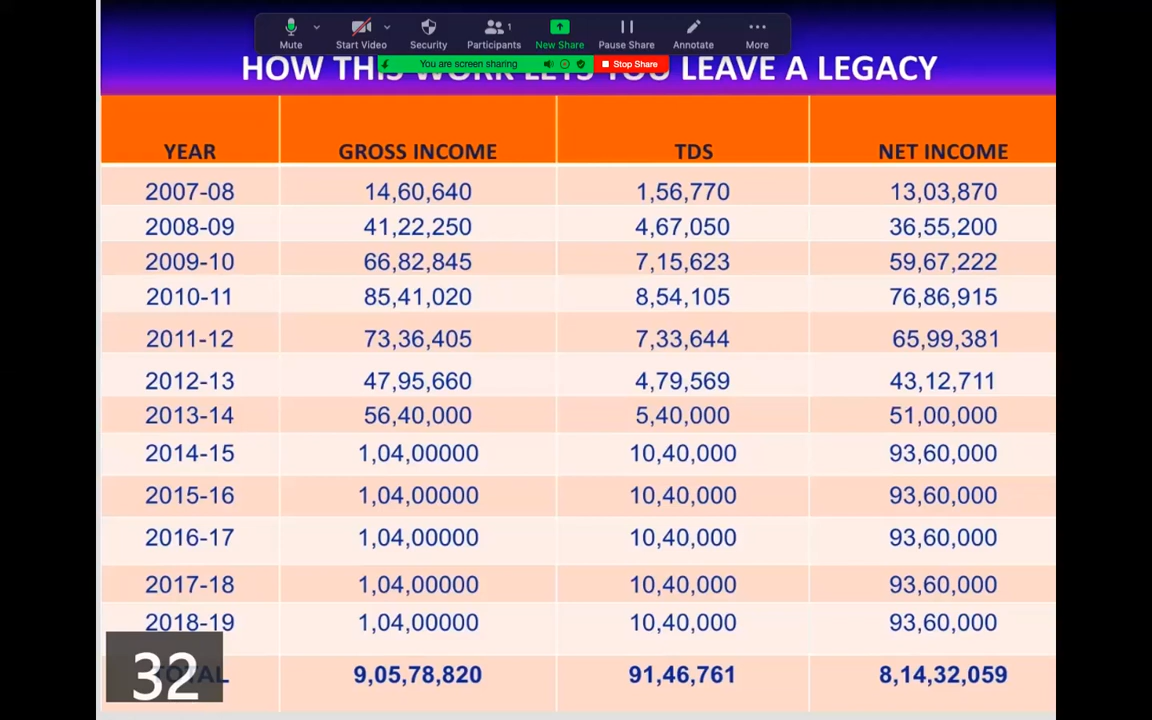 Mute
Start Video
Security
Participants
1
New Share
Pause Share
Annotate
More
You are screen sharing
Stop Share
HOW THIS WORK LETS YOU LEAVE A LEGACY
YEAR GROSS INCOME TDS NET INCOME
2007-08 14,60,640 1,56,770 13,03,870
2008-09 41,22,250 4,67,050 36,55,200
2009-10 66,82,845 7,15,623 59,67,222
2010-11 85,41,020 8,54,105 76,86,915
2011-12 73,36,405 7,33,644 65,99,381
2012-13 47,95,660 4,79,569 43,12,711
2013-14 56,40,000 5,40,000 51,00,000
2014-15 1,04,00000 10,40,000 93,60,000
2015-16 1,04,00000 10,40,000 93,60,000
2016-17 1,04,00000 10,40,000 93,60,000
2017-18 1,04,00000 10,40,000 93,60,000
2018-19 1,04,00000 10,40,000 93,60,000
TOTAL 9,05,78,820 91,46,761 8,14,32,059
32